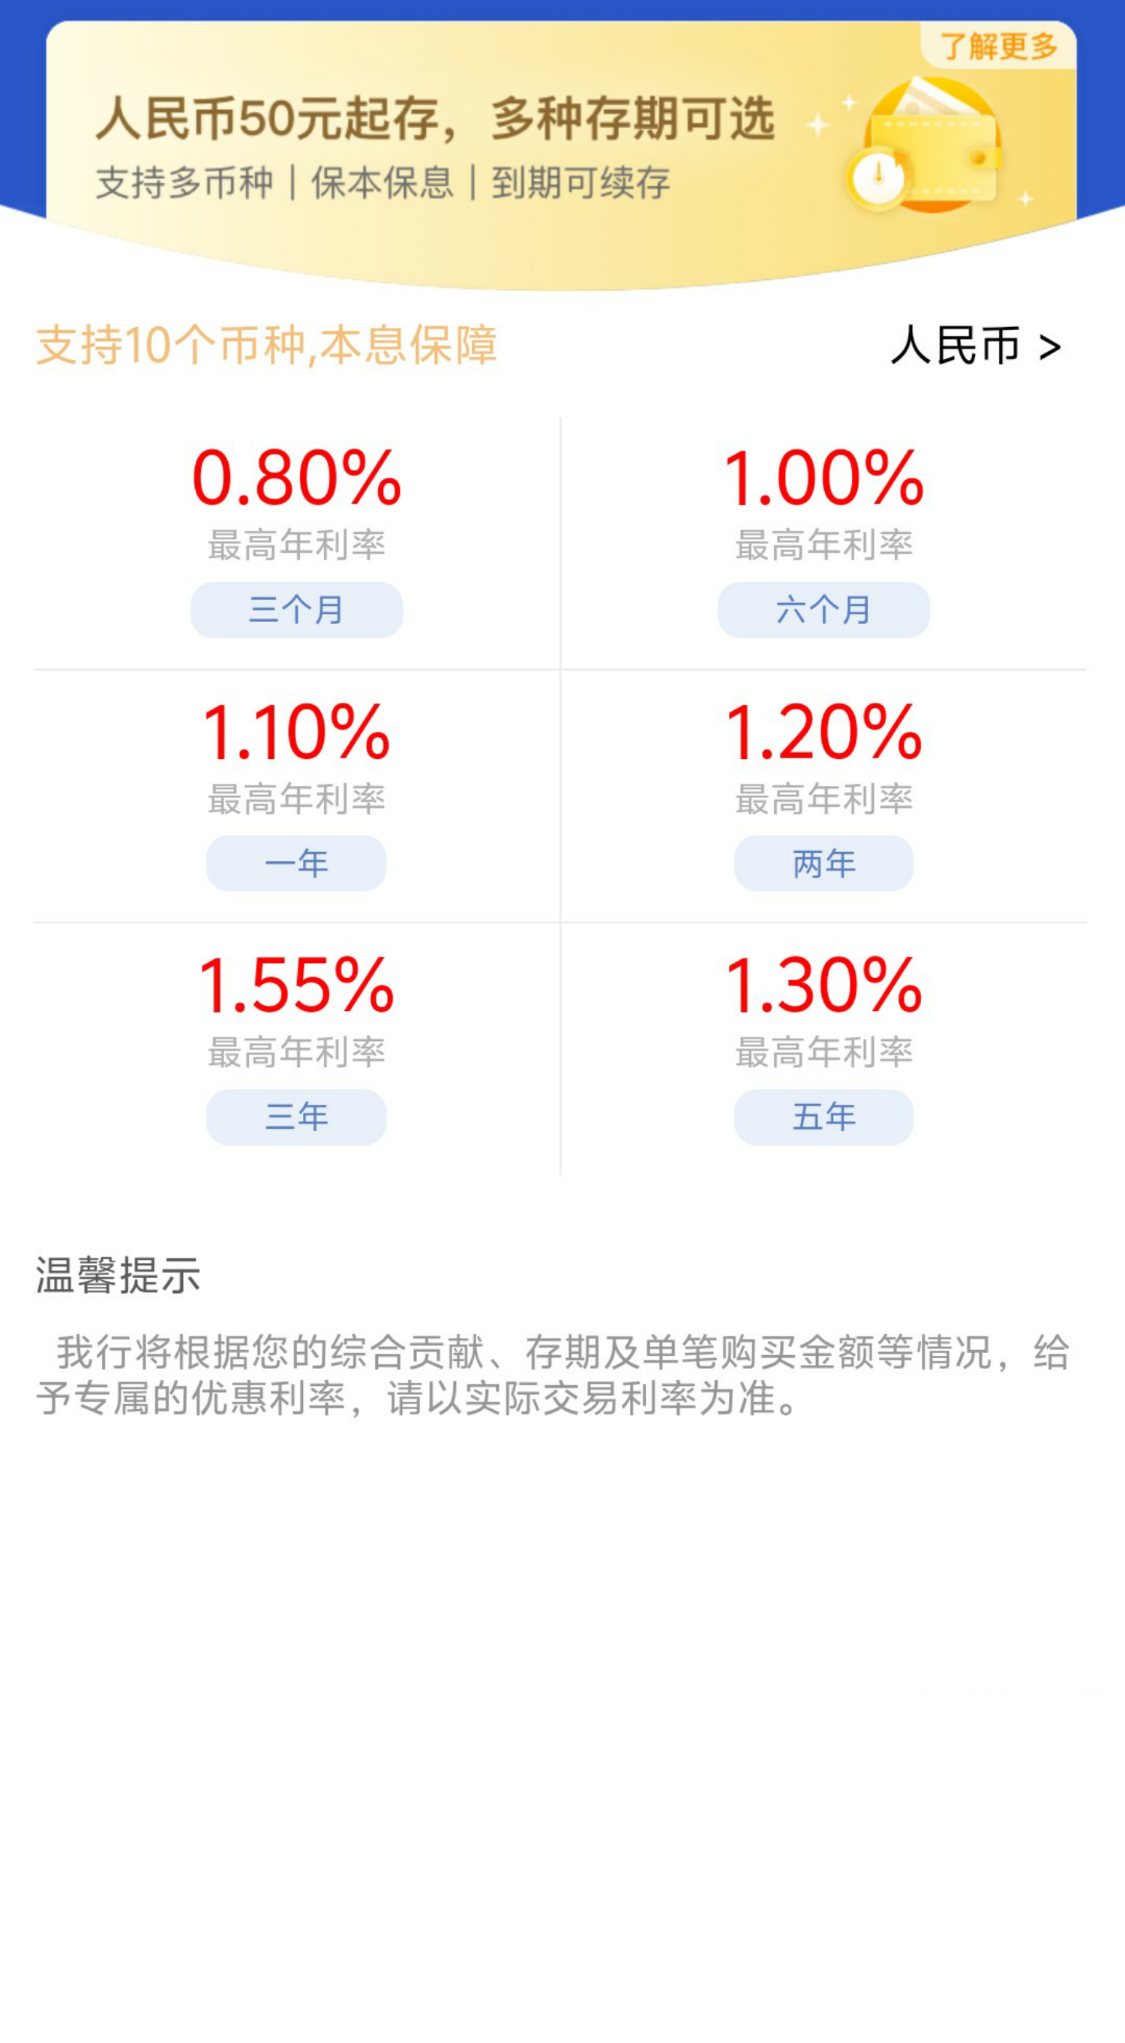 了解更多
人民币50元起存，多种存期可选
支持多币种｜保本保息｜到期可续存
支持10个币种,本息保障
人民币 >
0.80%
最高年利率
三个月
1.00%
最高年利率
六个月
1.10%
最高年利率
一年
1.20%
最高年利率
两年
1.55%
最高年利率
三年
1.30%
最高年利率
五年
温馨提示
我行将根据您的综合贡献、存期及单笔购买金额等情况，给
予专属的优惠利率，请以实际交易利率为准。